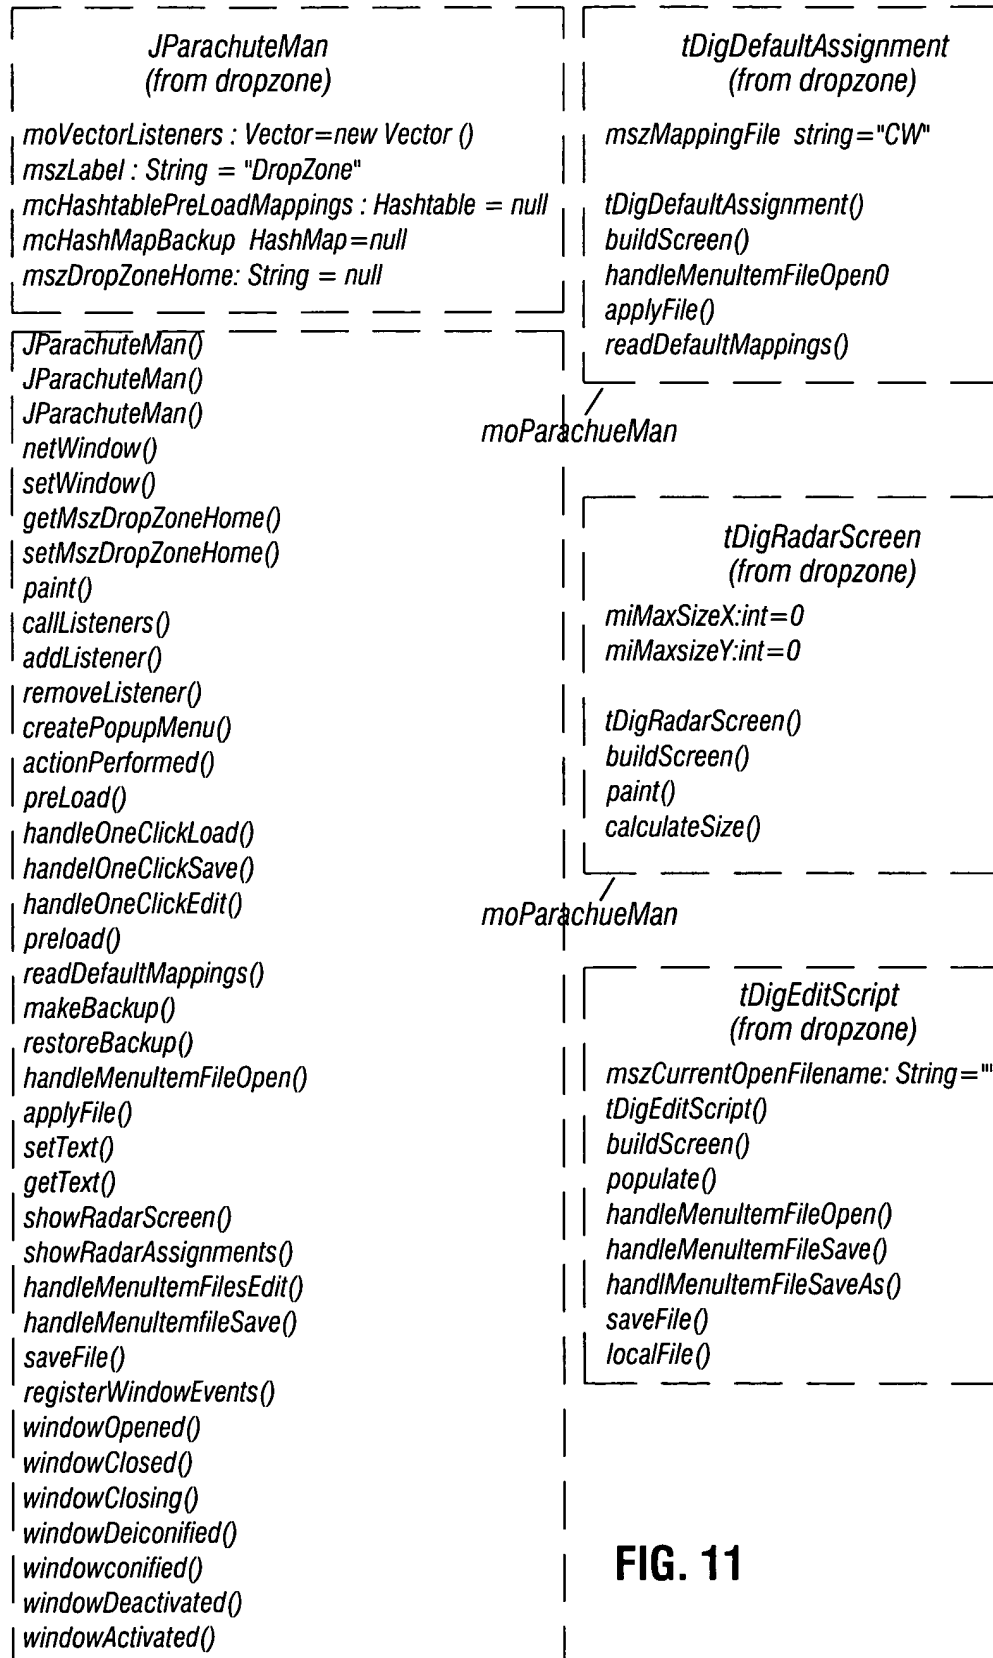 JParachuteMan
(from dropzone)
moVectorListeners : Vector=new Vector ()
mszLabel : String = "DropZone"
mcHashtablePreLoadMappings : Hashtable = null
mcHashMapBackup HashMap=null
mszDropZoneHome: String = null
JParachuteMan()
JParachuteMan()
JParachuteMan()
netWindow()
setWindow()
getMszDropZoneHome()
setMszDropZoneHome()
paint()
callListeners()
addListener()
removeListener()
createPopupMenu()
actionPerformed()
preLoad()
handleOneClickLoad()
handelOneClickSave()
handleOneClickEdit()
preload()
readDefaultMappings()
makeBackup()
restoreBackup()
handleMenuItemFileOpen()
applyFile()
setText()
getText()
showRadarScreen()
showRadarAssignments()
handleMenuItemFilesEdit()
handleMenuItemfileSave()
saveFile()
registerWindowEvents()
windowOpened()
windowClosed()
windowClosing()
windowDeiconified()
windowconified()
windowDeactivated()
windowActivated()
tDigDefaultAssignment
(from dropzone)
mszMappingFile string="CW"
tDigDefaultAssignment()
buildScreen()
handleMenuItemFileOpen0
applyFile()
readDefaultMappings()
moParachueMan
tDigRadarScreen
(from dropzone)
miMaxSizeX:int=0
miMaxsizeY:int=0
tDigRadarScreen()
buildScreen()
paint()
calculateSize()
moParachueMan
tDigEditScript
(from dropzone)
mszCurrentOpenFilename: String=""
tDigEditScript()
buildScreen()
populate()
handleMenuItemFileOpen()
handleMenuItemFileSave()
handlMenuItemFileSaveAs()
saveFile()
localFile()
FIG. 11